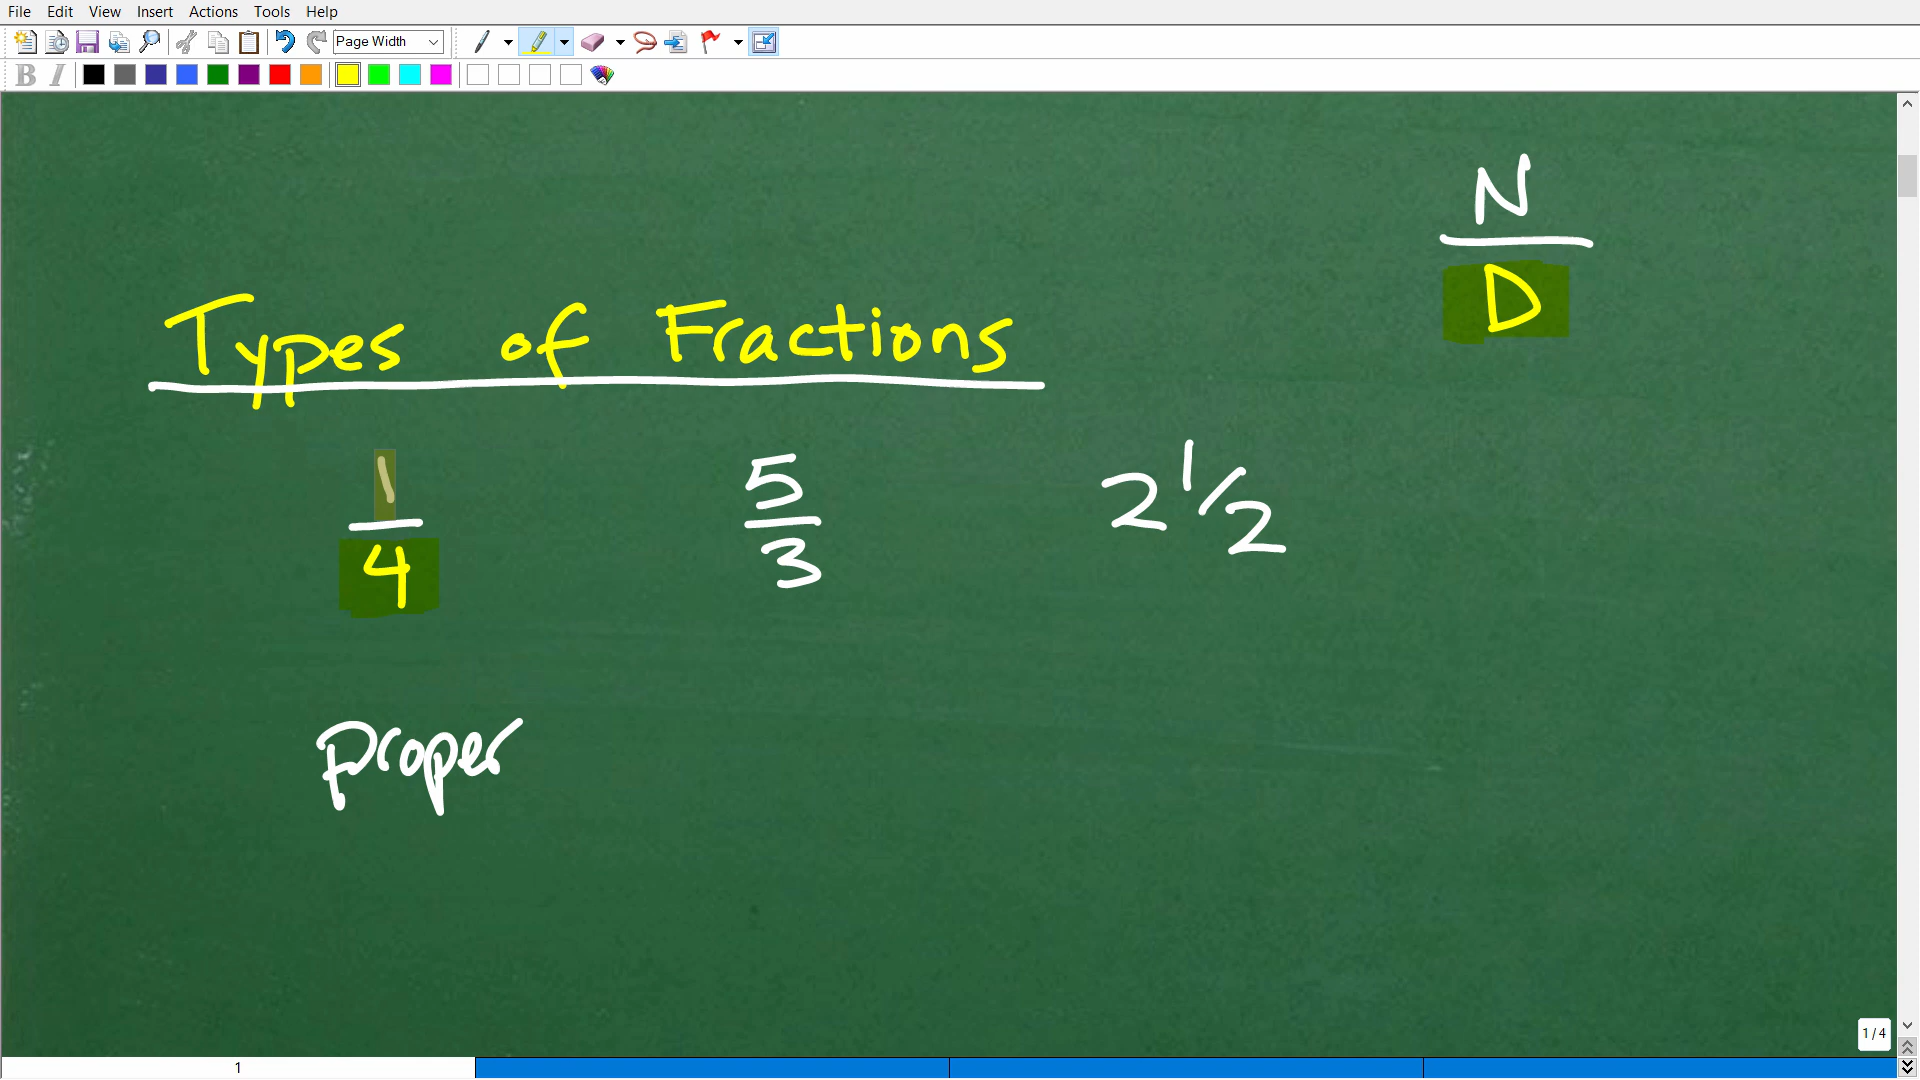 File Edit View Insert Actions Tools Help
Page Width
B I
N
D
Types of Fractions
1
4
5
3
2 1/2
proper
1 / 4
1